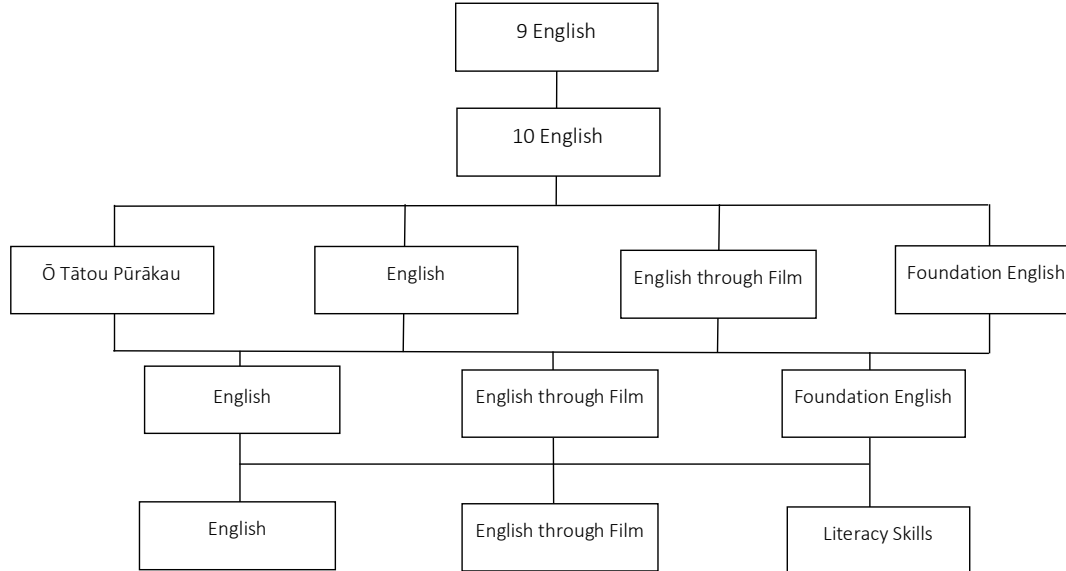 9 English
10 English
Ō Tātou Pūrākau
English
English through Film
Foundation English
English
English through Film
Foundation English
English
English through Film
Literacy Skills